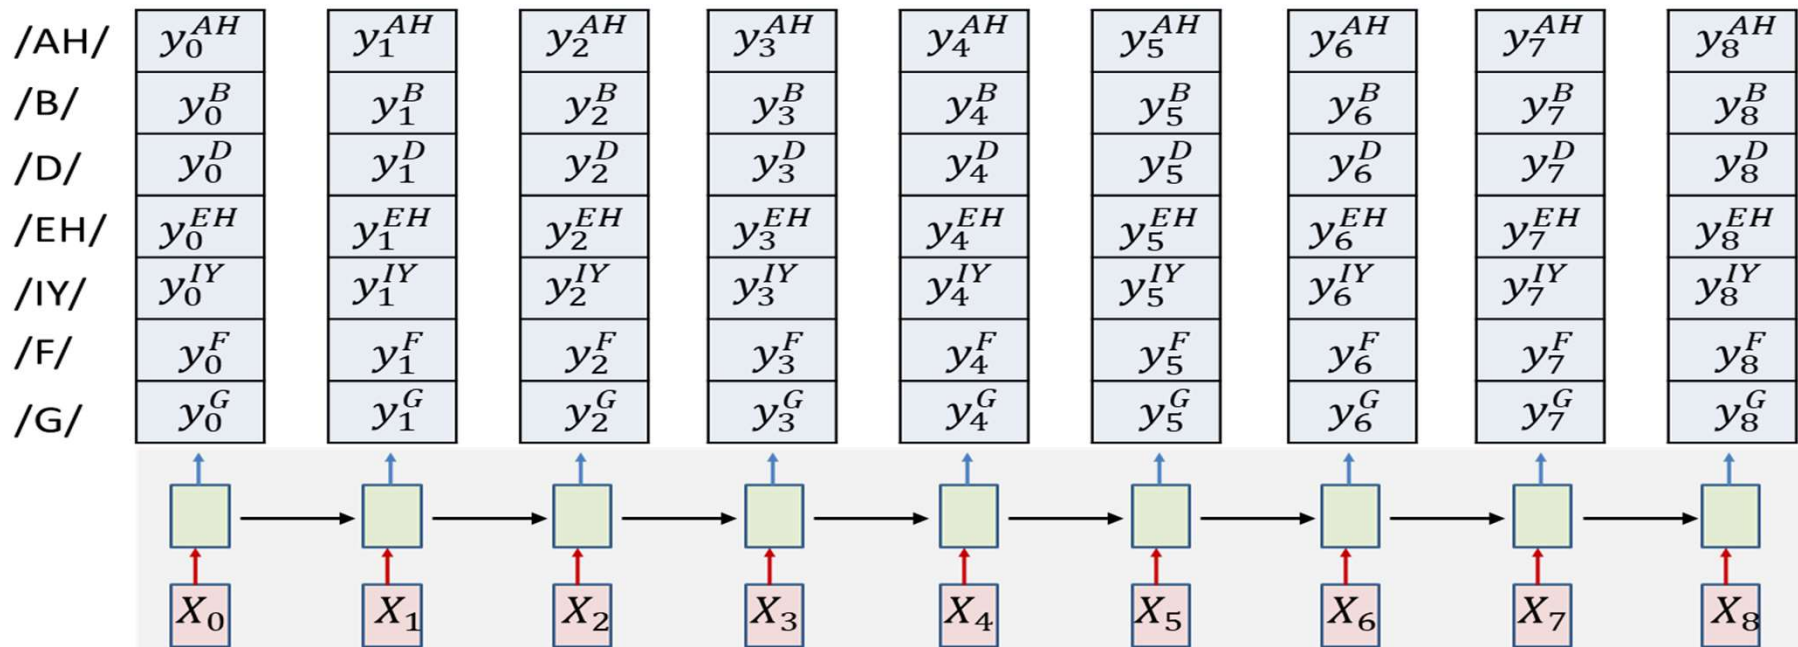 /AH/ $y_0^{AH}$ $y_1^{AH}$ $y_2^{AH}$ $y_3^{AH}$ $y_4^{AH}$ $y_5^{AH}$ $y_6^{AH}$ $y_7^{AH}$ $y_8^{AH}$
/B/ $y_0^{B}$ $y_1^{B}$ $y_2^{B}$ $y_3^{B}$ $y_4^{B}$ $y_5^{B}$ $y_6^{B}$ $y_7^{B}$ $y_8^{B}$
/D/ $y_0^{D}$ $y_1^{D}$ $y_2^{D}$ $y_3^{D}$ $y_4^{D}$ $y_5^{D}$ $y_6^{D}$ $y_7^{D}$ $y_8^{D}$
/EH/ $y_0^{EH}$ $y_1^{EH}$ $y_2^{EH}$ $y_3^{EH}$ $y_4^{EH}$ $y_5^{EH}$ $y_6^{EH}$ $y_7^{EH}$ $y_8^{EH}$
/IY/ $y_0^{IY}$ $y_1^{IY}$ $y_2^{IY}$ $y_3^{IY}$ $y_4^{IY}$ $y_5^{IY}$ $y_6^{IY}$ $y_7^{IY}$ $y_8^{IY}$
/F/ $y_0^{F}$ $y_1^{F}$ $y_2^{F}$ $y_3^{F}$ $y_4^{F}$ $y_5^{F}$ $y_6^{F}$ $y_7^{F}$ $y_8^{F}$
/G/ $y_0^{G}$ $y_1^{G}$ $y_2^{G}$ $y_3^{G}$ $y_4^{G}$ $y_5^{G}$ $y_6^{G}$ $y_7^{G}$ $y_8^{G}$
$X_0$ $X_1$ $X_2$ $X_3$ $X_4$ $X_5$ $X_6$ $X_7$ $X_8$